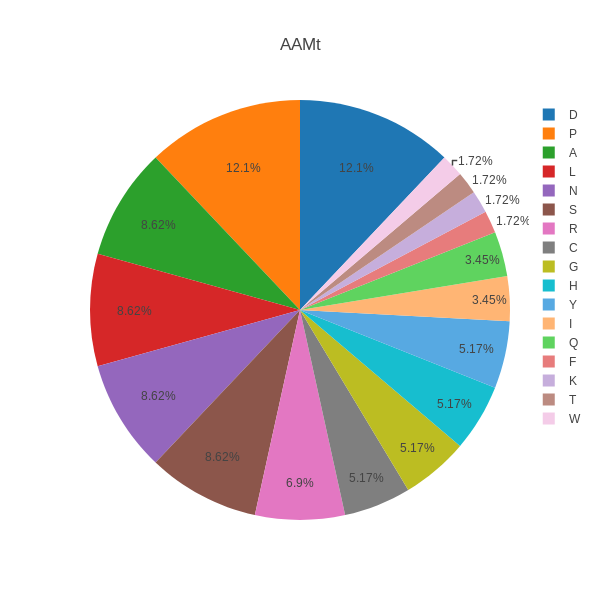 AAMt
12.1%
12.1%
1.72%
1.72%
1.72%
1.72%
3.45%
3.45%
5.17%
5.17%
5.17%
5.17%
6.9%
8.62%
8.62%
8.62%
8.62%
D
P
A
L
N
S
R
C
G
H
Y
I
Q
F
K
T
W